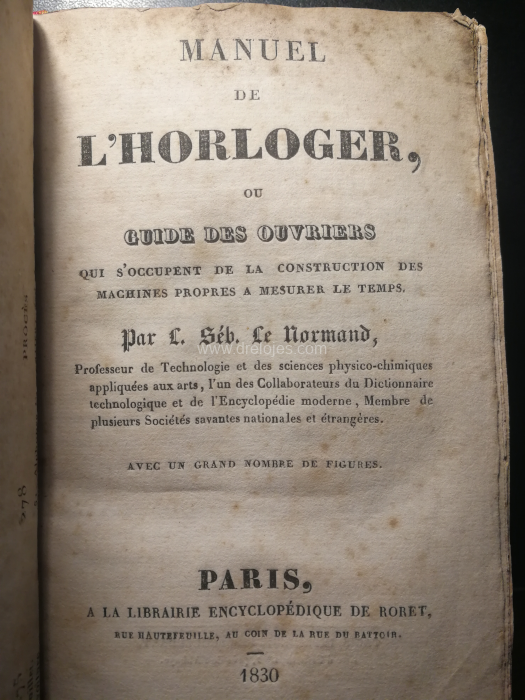 MANUEL
DE
L'HORLOGER,
OU
GUIDE DES OUVRIERS
QUI S'OCCUPENT DE LA CONSTRUCTION DES
MACHINES PROPRES A MESURER LE TEMPS.
Par L. Séb. Le Normand,
www.drelojes.com
Professeur de Technologie et des sciences physico-chimiques
appliquées aux arts, l'un des Collaborateurs du Dictionnaire
technologique et de l'Encyclopédie moderne, Membre de
plusieurs Sociétés savantes nationales et étrangères.
AVEC UN GRAND NOMBRE DE FIGURES.
PARIS,
A LA LIBRAIRIE ENCYCLOPÉDIQUE DE RORET,
RUE HAUTEFEUILLE, AU COIN DE LA RUE DU BATTOIR.
1830